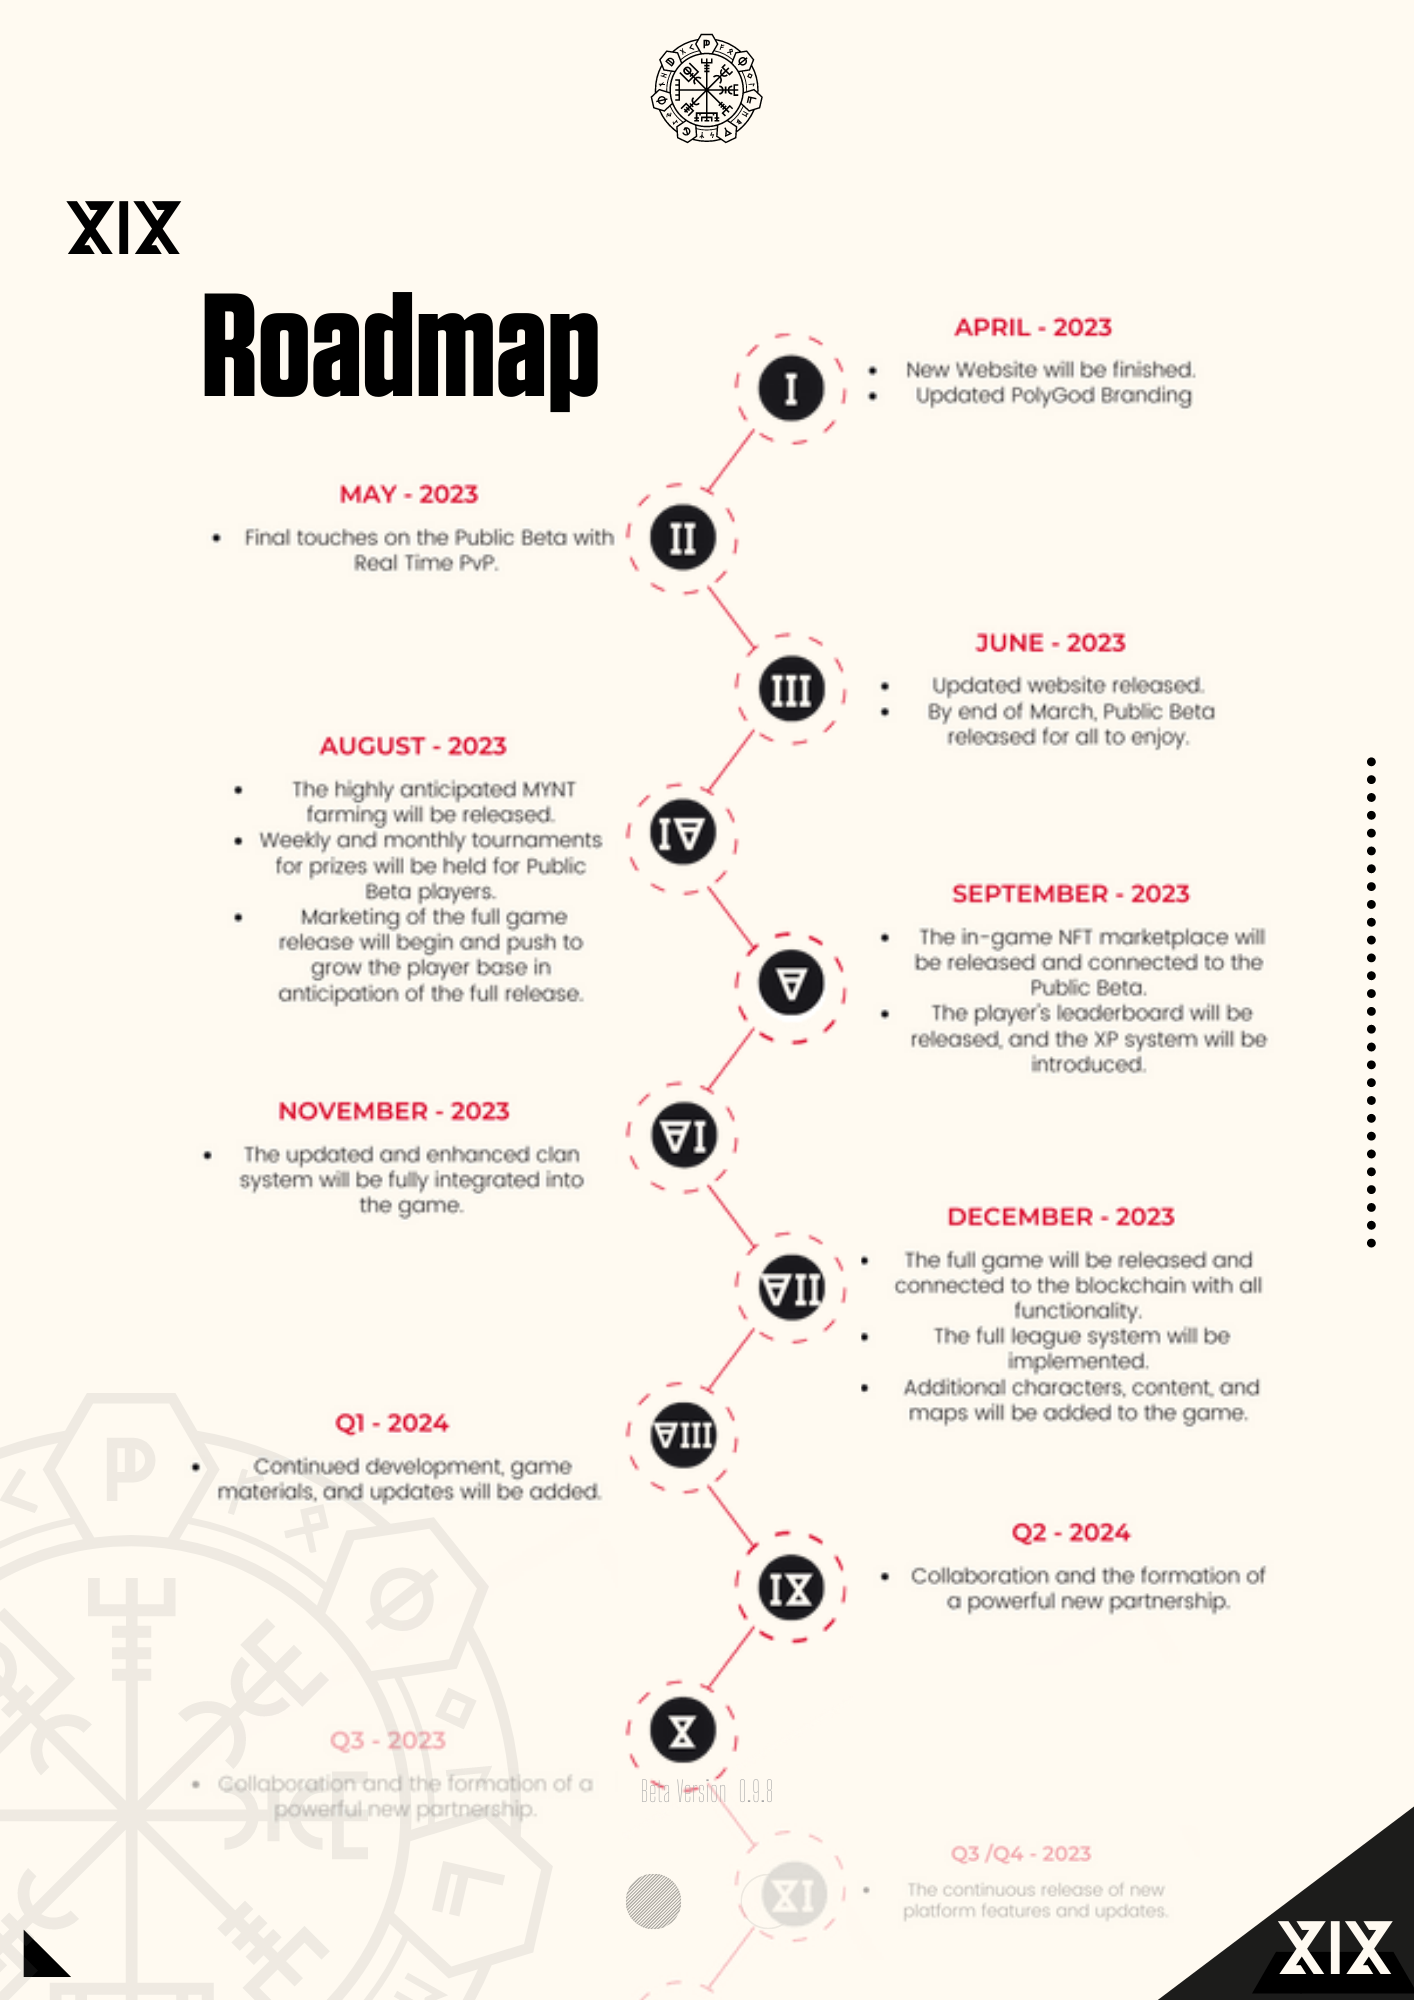 XIX
Roadmap
APRIL - 2023
• New Website will be finished.
• Updated PolyGod Branding
I
MAY - 2023
• Final touches on the Public Beta with
Real Time PvP.
II
JUNE - 2023
• Updated website released.
• By end of March, Public Beta
released for all to enjoy.
III
AUGUST - 2023
• The highly anticipated MYNT
farming will be released.
• Weekly and monthly tournaments
for prizes will be held for Public
Beta players.
• Marketing of the full game
release will begin and push to
grow the player base in
anticipation of the full release.
IV
SEPTEMBER - 2023
• The in-game NFT marketplace will
be released and connected to the
Public Beta.
• The player's leaderboard will be
released, and the XP system will be
introduced.
V
NOVEMBER - 2023
• The updated and enhanced clan
system will be fully integrated into
the game.
VI
DECEMBER - 2023
• The full game will be released and
connected to the blockchain with all
functionality.
• The full league system will be
implemented.
• Additional characters, content, and
maps will be added to the game.
VII
Q1 - 2024
• Continued development, game
materials, and updates will be added.
VIII
Q2 - 2024
• Collaboration and the formation of
a powerful new partnership.
IX
Q3 - 2023
• Collaboration and the formation of a
powerful new partnership.
X
Beta Version 0.9.8
Q3 /Q4 - 2023
• The continuous release of new
platform features and updates.
XI
XIX